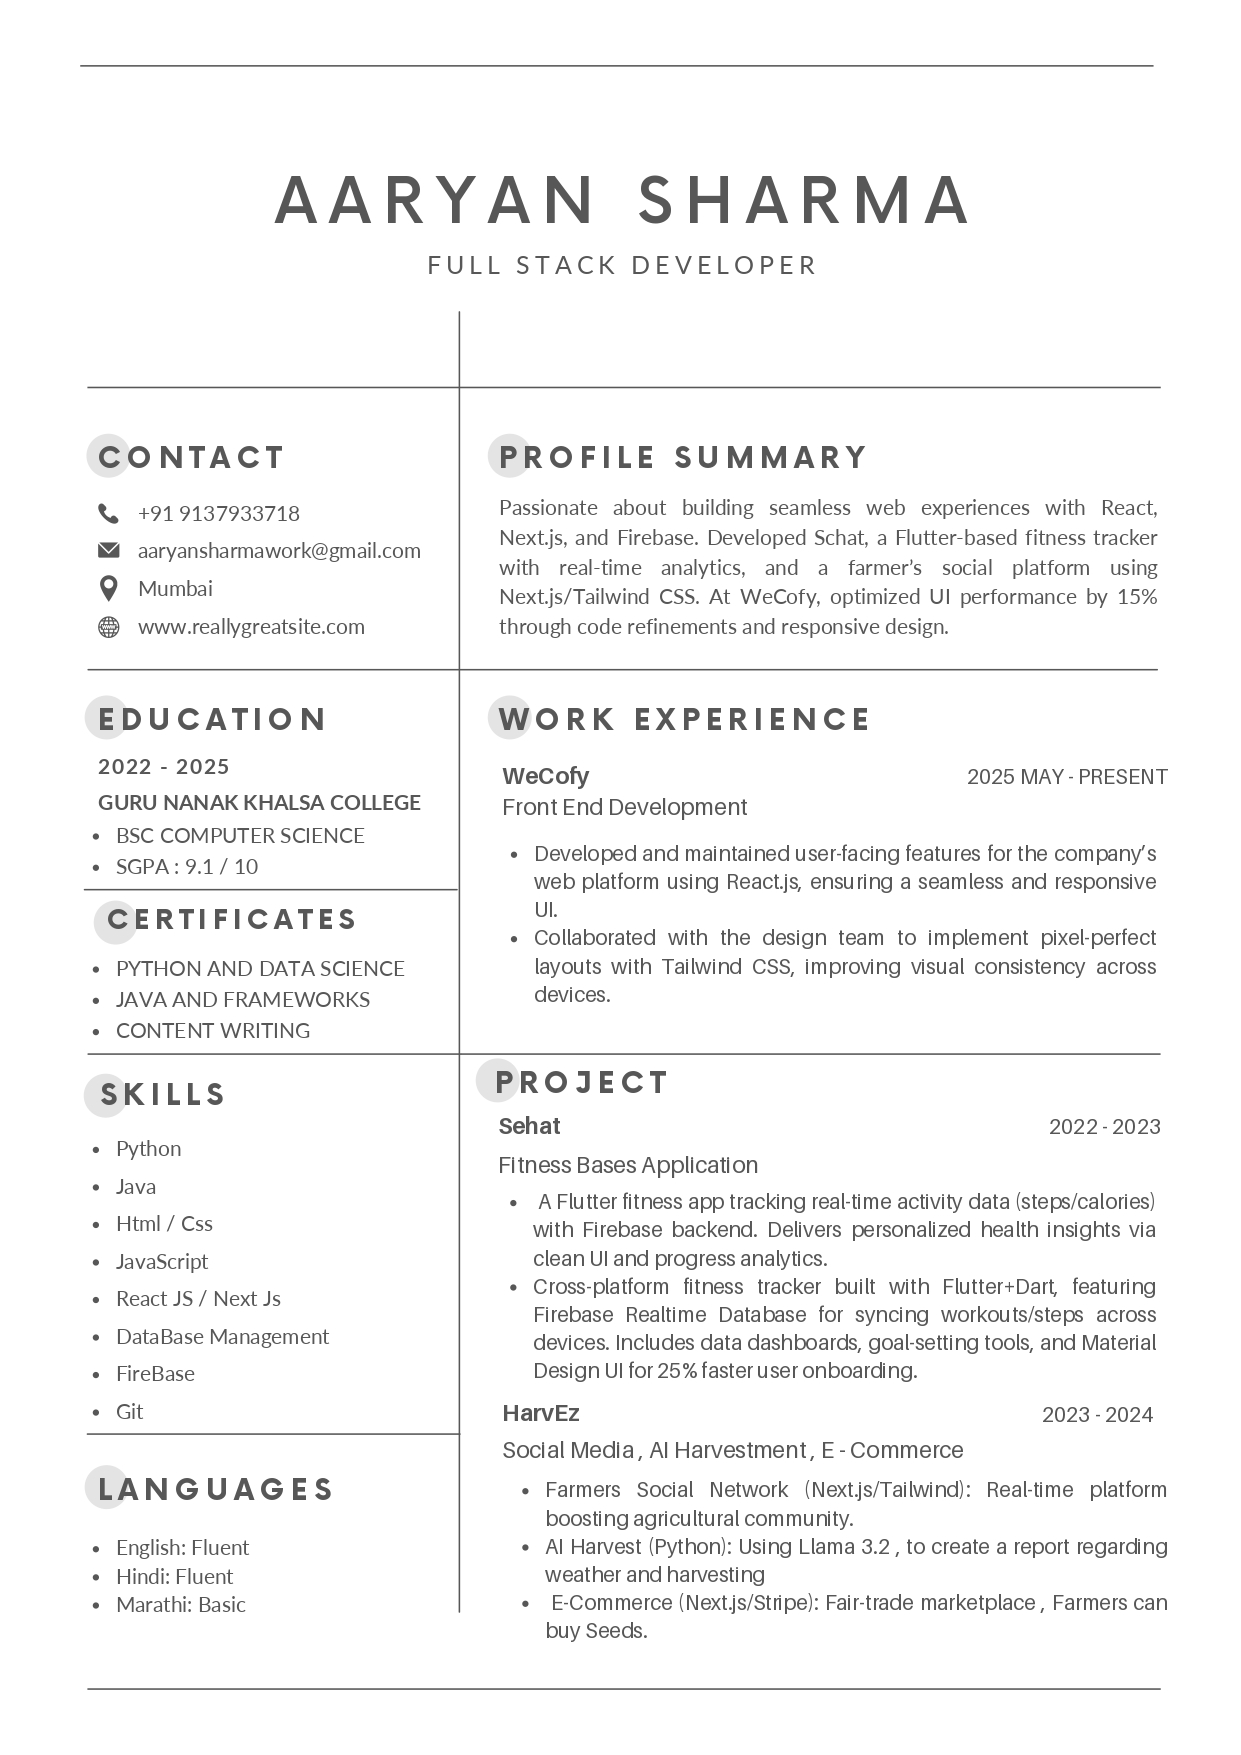 AARYAN SHARMA
FULL STACK DEVELOPER
CONTACT
+91 9137933718
aaryansharmawork@gmail.com
Mumbai
www.reallygreatsite.com
EDUCATION
2022 - 2025
GURU NANAK KHALSA COLLEGE
• BSC COMPUTER SCIENCE
• SGPA : 9.1 / 10
CERTIFICATES
• PYTHON AND DATA SCIENCE
• JAVA AND FRAMEWORKS
• CONTENT WRITING
SKILLS
• Python
• Java
• Html / Css
• JavaScript
• React JS / Next Js
• DataBase Management
• FireBase
• Git
LANGUAGES
• English: Fluent
• Hindi: Fluent
• Marathi: Basic
PROFILE SUMMARY
Passionate about building seamless web experiences with React,
Next.js, and Firebase. Developed Schat, a Flutter-based fitness tracker
with real-time analytics, and a farmer’s social platform using
Next.js/Tailwind CSS. At WeCofy, optimized UI performance by 15%
through code refinements and responsive design.
WORK EXPERIENCE
WeCofy 2025 MAY - PRESENT
Front End Development
• Developed and maintained user-facing features for the company’s
web platform using React.js, ensuring a seamless and responsive
UI.
• Collaborated with the design team to implement pixel-perfect
layouts with Tailwind CSS, improving visual consistency across
devices.
PROJECT
Sehat 2022 - 2023
Fitness Bases Application
• A Flutter fitness app tracking real-time activity data (steps/calories)
with Firebase backend. Delivers personalized health insights via
clean UI and progress analytics.
• Cross-platform fitness tracker built with Flutter+Dart, featuring
Firebase Realtime Database for syncing workouts/steps across
devices. Includes data dashboards, goal-setting tools, and Material
Design UI for 25% faster user onboarding.
HarvEz 2023 - 2024
Social Media , AI Harvestment , E - Commerce
• Farmers Social Network (Next.js/Tailwind): Real-time platform
boosting agricultural community.
• AI Harvest (Python): Using Llama 3.2 , to create a report regarding
weather and harvesting
• E-Commerce (Next.js/Stripe): Fair-trade marketplace , Farmers can
buy Seeds.